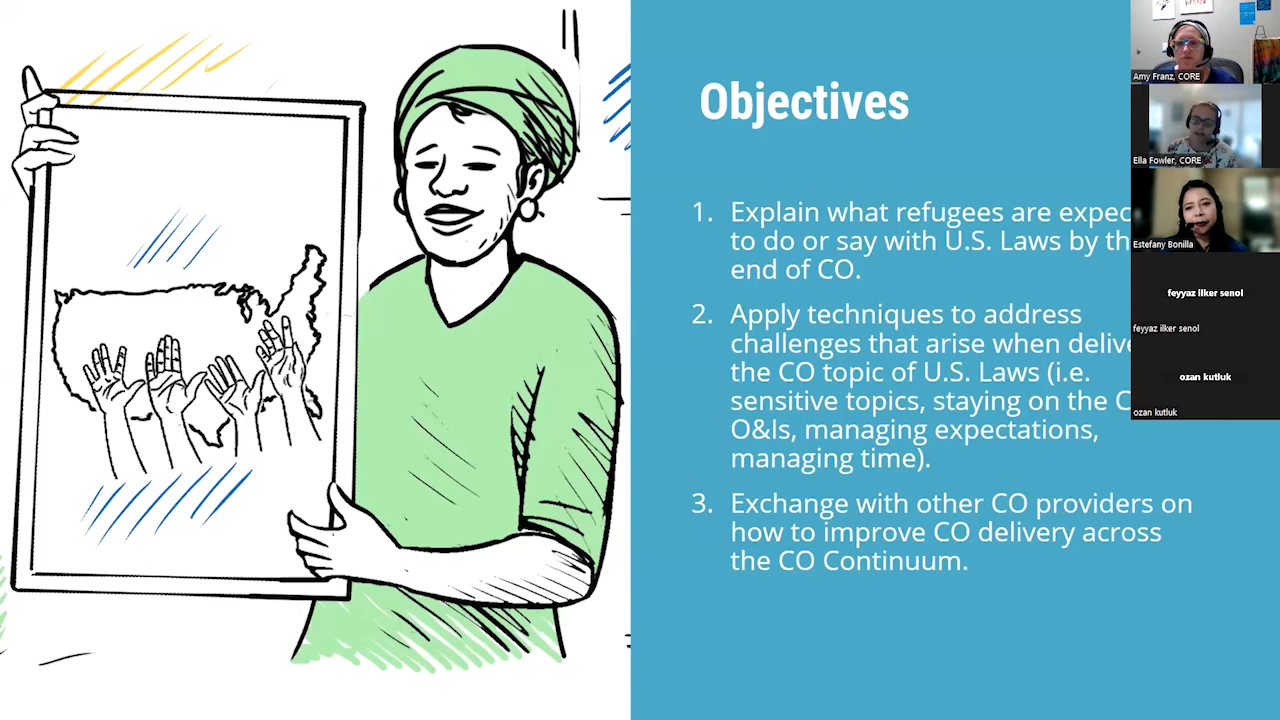 Objectives
1. Explain what refugees are expec
to do or say with U.S. Laws by th
end of CO.
2. Apply techniques to address
challenges that arise when delive
the CO topic of U.S. Laws (i.e.
sensitive topics, staying on the C
O&Is, managing expectations,
managing time).
3. Exchange with other CO providers on
how to improve CO delivery across
the CO Continuum.
Amy Franz, CORE
Ella Fowler, CORE
Estefany Bonilla
feyyaz ilker senol
feyyaz ilker senol
ozan kutluk
ozan kutluk